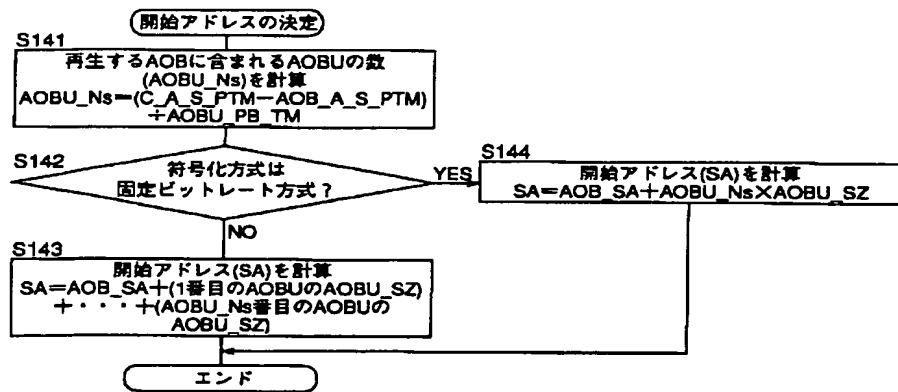 開始アドレスの決定
S141
再生するAOBに含まれるAOBUの数
(AOBU_Ns)を計算
AOBU_Ns=(C_A_S_PTM−AOB_A_S_PTM)
÷AOBU_PB_TM
S142
符号化方式は
固定ビットレート方式?
YES
NO
S144
開始アドレス(SA)を計算
SA=AOB_SA+AOBU_Ns×AOBU_SZ
S143
開始アドレス(SA)を計算
SA=AOB_SA+(1番目のAOBUのAOBU_SZ)
+・・・+(AOBU_Ns番目のAOBUの
AOBU_SZ)
エンド